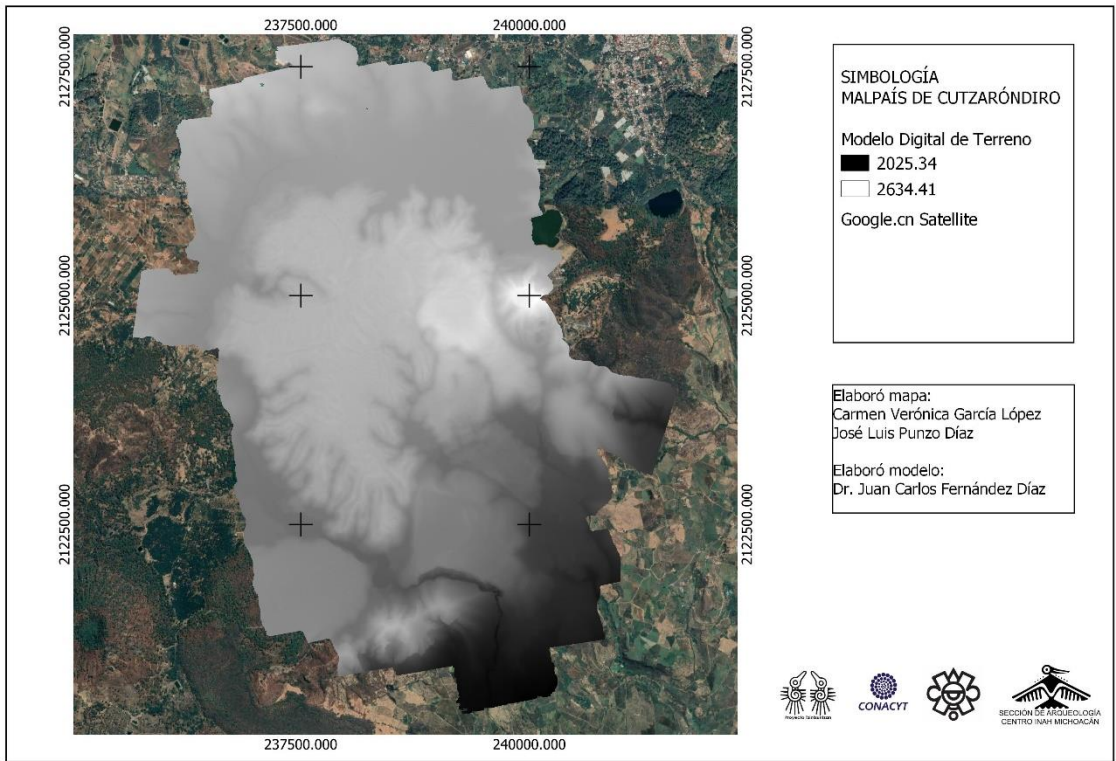 237500.000
240000.000
2127500.000
2127500.000
2125000.000
2125000.000
2122500.000
2122500.000
237500.000
240000.000
SIMBOLOGÍA
MALPAÍS DE CUTZARÓNDIRO
Modelo Digital de Terreno
2025.34
2634.41
Google.cn Satellite
Elaboró mapa:
Carmen Verónica García López
José Luis Punzo Díaz
Elaboró modelo:
Dr. Juan Carlos Fernández Díaz
CONACYT
SECCIÓN DE ARQUEOLOGÍA
CENTRO INAH MICHOACÁN